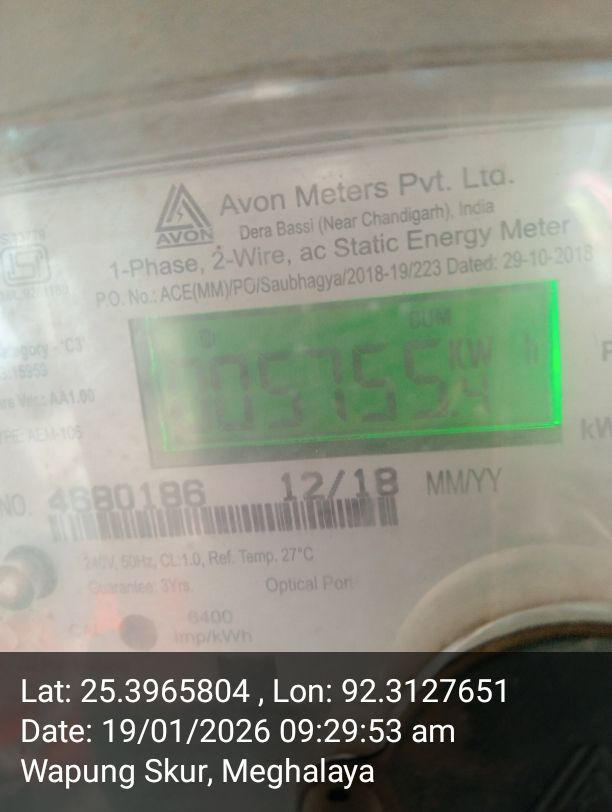 Avon Meters Pvt. Ltd.
AVON
Dera Bassi (Near Chandigarh), India
1-Phase, 2-Wire, ac Static Energy Meter
P.O. No.: ACE(MM)/PO/Saubhagya/2018-19/223 Dated: 29-10-2018
CUM
KW h
05755.4
NO. 4680186 12/18 MM/YY
240V, 50Hz, CL:1.0, Ref. Temp. 27°C
Guarantee: 3Yrs. Optical Port
CAL 6400
imp/kWh
Lat: 25.3965804 , Lon: 92.3127651
Date: 19/01/2026 09:29:53 am
Wapung Skur, Meghalaya